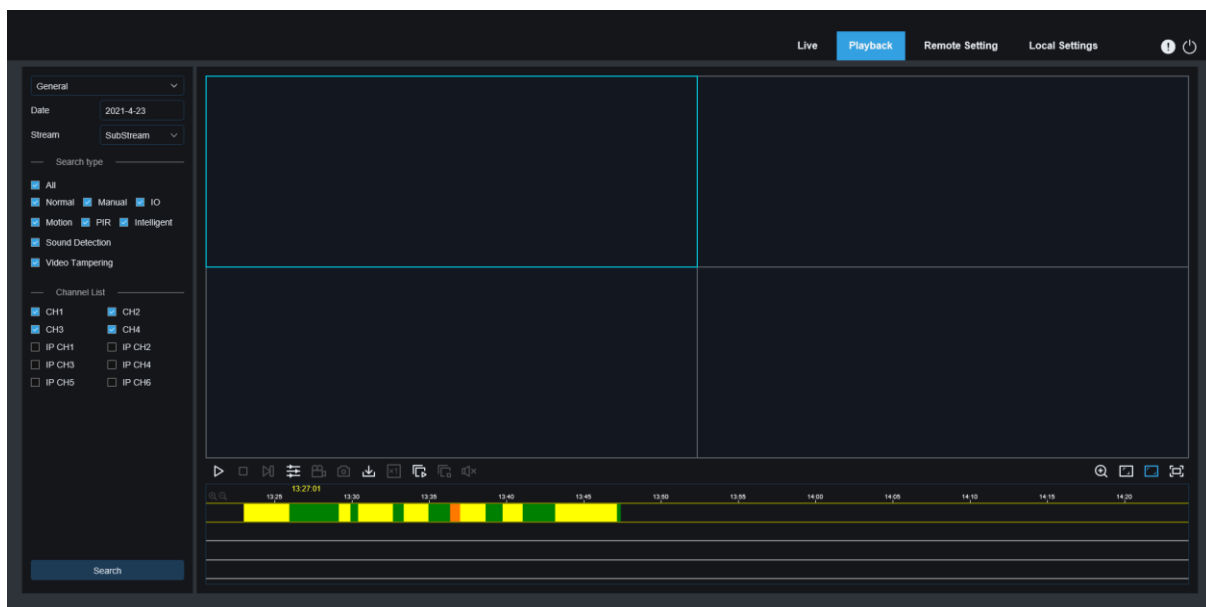 Live Playback Remote Setting Local Settings
General
Date 2021-4-23
Stream SubStream
Search type
All
Normal Manual IO
Motion PIR Intelligent
Sound Detection
Video Tampering
Channel List
CH1 CH2
CH3 CH4
IP CH1 IP CH2
IP CH3 IP CH4
IP CH5 IP CH6
Search
×1
13:27:01
13:25 13:30 13:35 13:40 13:45 13:50 13:55 14:00 14:05 14:10 14:15 14:20